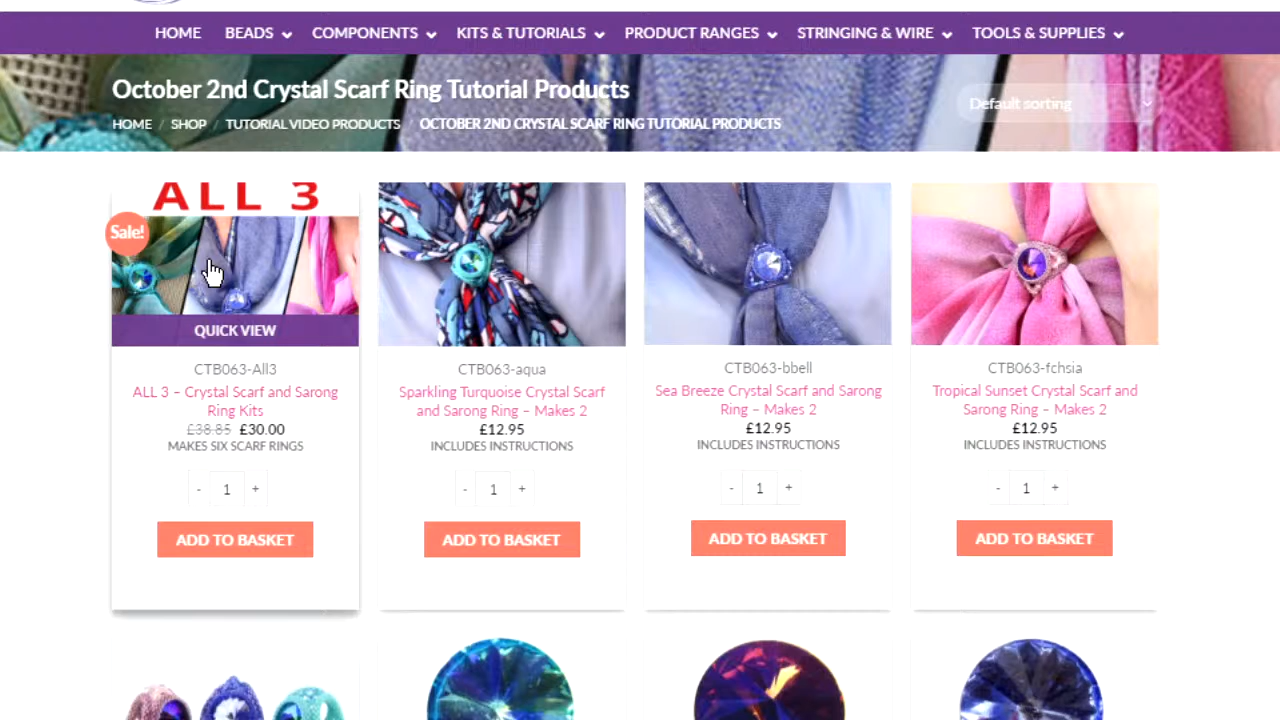 HOME BEADS COMPONENTS KITS & TUTORIALS PRODUCT RANGES STRINGING & WIRE TOOLS & SUPPLIES
October 2nd Crystal Scarf Ring Tutorial Products
Default sorting
HOME / SHOP / TUTORIAL VIDEO PRODUCTS / OCTOBER 2ND CRYSTAL SCARF RING TUTORIAL PRODUCTS
ALL 3
Sale!
QUICK VIEW
CTB063-All3
ALL 3 – Crystal Scarf and Sarong
Ring Kits
£38.85 £30.00
MAKES SIX SCARF RINGS
- 1 +
ADD TO BASKET
CTB063-aqua
Sparkling Turquoise Crystal Scarf
and Sarong Ring – Makes 2
£12.95
INCLUDES INSTRUCTIONS
- 1 +
ADD TO BASKET
CTB063-bbell
Sea Breeze Crystal Scarf and Sarong
Ring – Makes 2
£12.95
INCLUDES INSTRUCTIONS
- 1 +
ADD TO BASKET
CTB063-fchsia
Tropical Sunset Crystal Scarf and
Sarong Ring – Makes 2
£12.95
INCLUDES INSTRUCTIONS
- 1 +
ADD TO BASKET